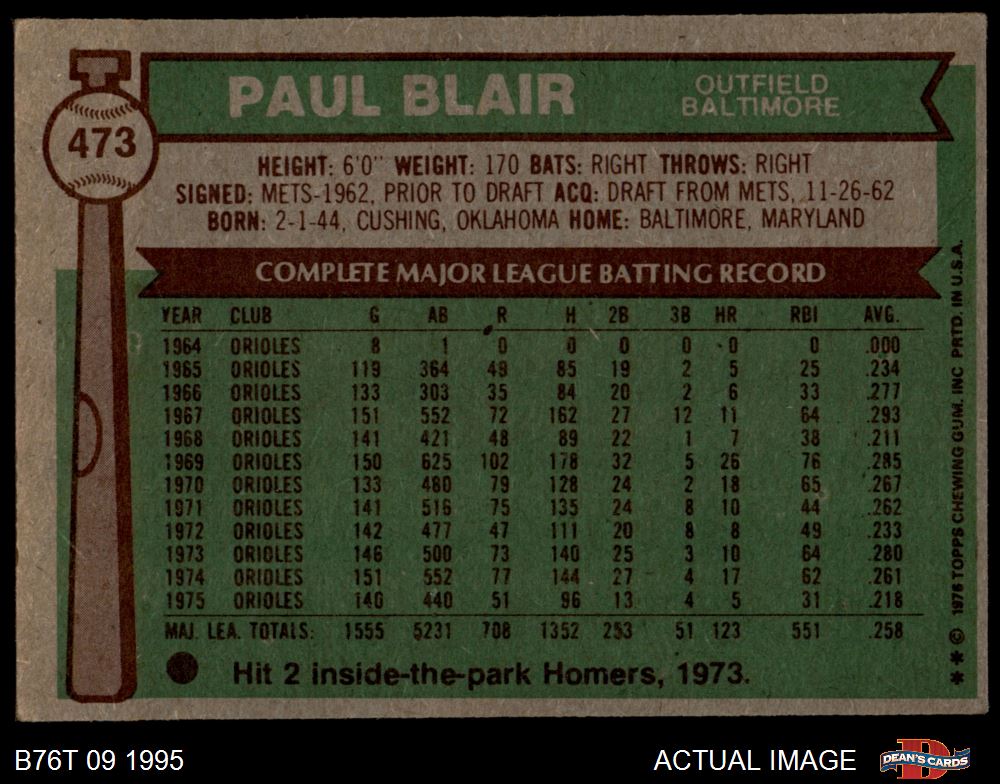 PAUL BLAIR
OUTFIELD
BALTIMORE
473
HEIGHT: 6'0" WEIGHT: 170 BATS: RIGHT THROWS: RIGHT
SIGNED: METS-1962, PRIOR TO DRAFT ACQ: DRAFT FROM METS, 11-26-62
BORN: 2-1-44, CUSHING, OKLAHOMA HOME: BALTIMORE, MARYLAND
COMPLETE MAJOR LEAGUE BATTING RECORD
YEAR CLUB G AB R H 2B 3B HR RBI AVG.
1964 ORIOLES 8 1 0 0 0 0 0 0 .000
1965 ORIOLES 119 364 49 85 19 2 5 25 .234
1966 ORIOLES 133 303 35 84 20 2 6 33 .277
1967 ORIOLES 151 552 72 162 27 12 11 64 .293
1968 ORIOLES 141 421 48 89 22 1 7 38 .211
1969 ORIOLES 150 625 102 178 32 5 26 76 .285
1970 ORIOLES 133 480 79 128 24 2 18 65 .267
1971 ORIOLES 141 516 75 135 24 8 10 44 .262
1972 ORIOLES 142 477 47 111 20 8 8 49 .233
1973 ORIOLES 146 500 73 140 25 3 10 64 .280
1974 ORIOLES 151 552 77 144 27 4 17 62 .261
1975 ORIOLES 140 440 51 96 13 4 5 31 .218
MAJ. LEA. TOTALS: 1555 5231 708 1352 253 51 123 551 .258
Hit 2 inside-the-park Homers, 1973.
* * © 1976 TOPPS CHEWING GUM, INC PRTD. IN U.S.A.
B76T 09 1995
ACTUAL IMAGE
DEAN'S CARDS